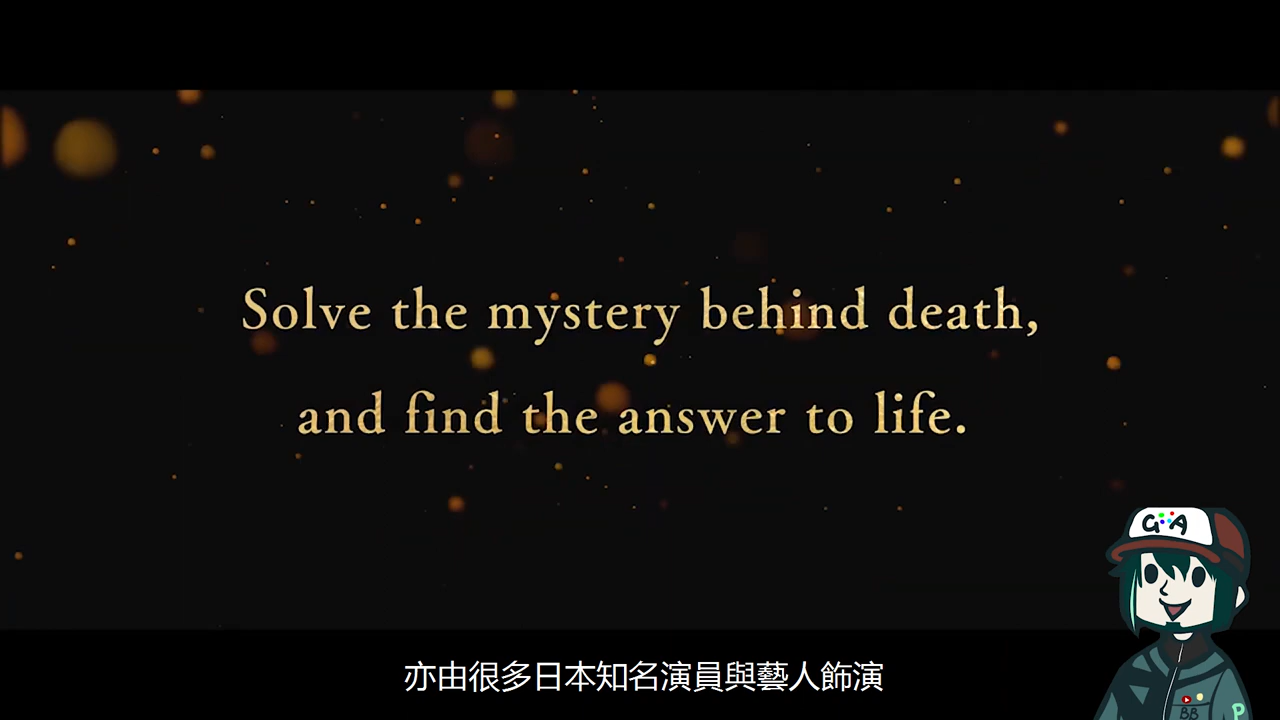 Solve the mystery behind death,
and find the answer to life.
G A
亦由很多日本知名演員與藝人飾演
BB
P